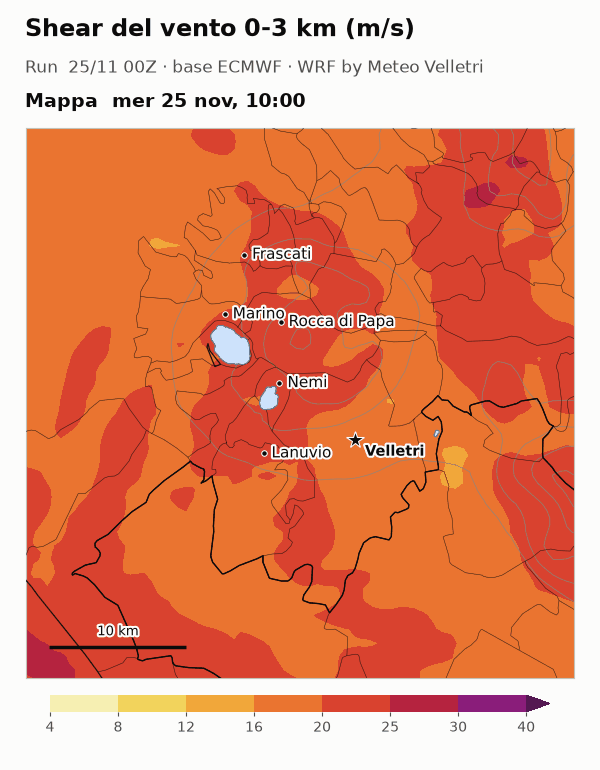 Shear del vento 0-3 km (m/s)
Run  25/11 00Z · base ECMWF · WRF by Meteo Velletri
Mappa  mer 25 nov, 10:00
Frascati
Marino
Rocca di Papa
Nemi
Velletri
Lanuvio
10 km
4 8 12 16 20 25 30 40